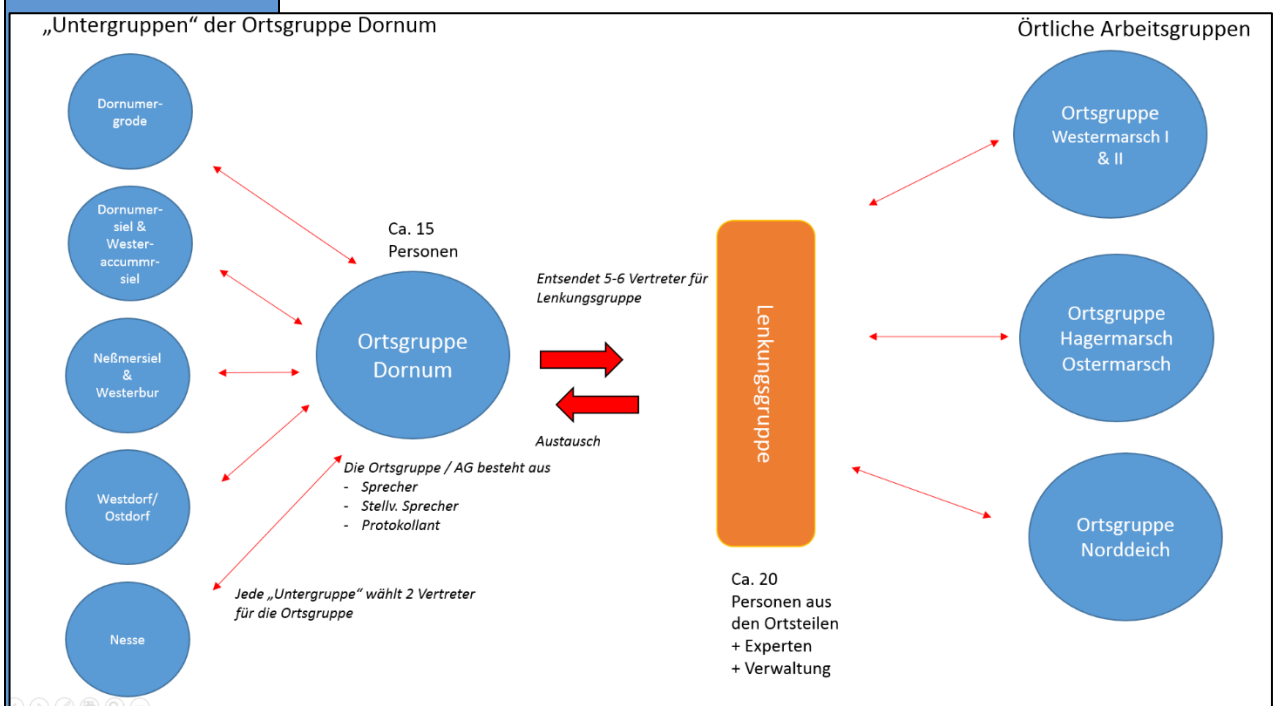 „Untergruppen“ der Ortsgruppe Dornum
Dornumer-
grode
Dornumer-
siel &
Wester-
accummr-
siel
Neßmersiel
&
Westerbur
Westdorf/
Ostdorf
Nesse
Ca. 15
Personen
Ortsgruppe
Dornum
Die Ortsgruppe / AG besteht aus
- Sprecher
- Stellv. Sprecher
- Protokollant
Jede „Untergruppe“ wählt 2 Vertreter
für die Ortsgruppe
Entsendet 5-6 Vertreter für
Lenkungsgruppe
Austausch
Lenkungsgruppe
Ca. 20
Personen aus
den Ortsteilen
+ Experten
+ Verwaltung
Örtliche Arbeitsgruppen
Ortsgruppe
Westermarsch I
& II
Ortsgruppe
Hagermarsch
Ostermarsch
Ortsgruppe
Norddeich